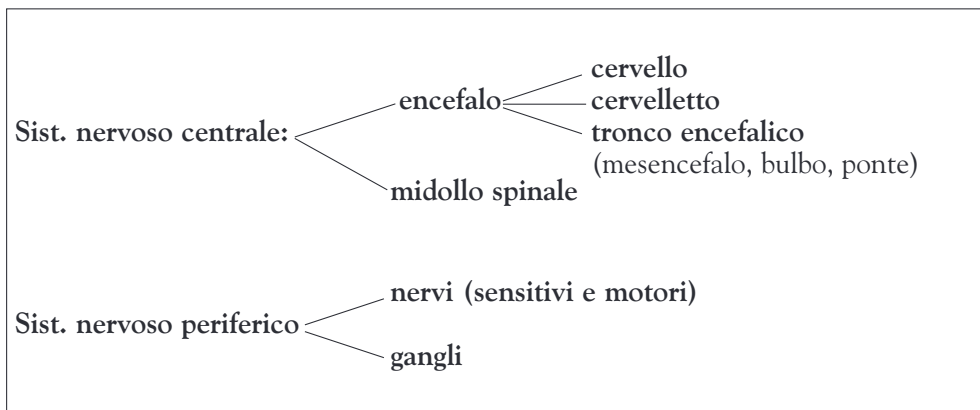 cervello
encefalo
cervelletto
Sist. nervoso centrale:
tronco encefalico
(mesencefalo, bulbo, ponte)
midollo spinale
nervi (sensitivi e motori)
Sist. nervoso periferico
gangli